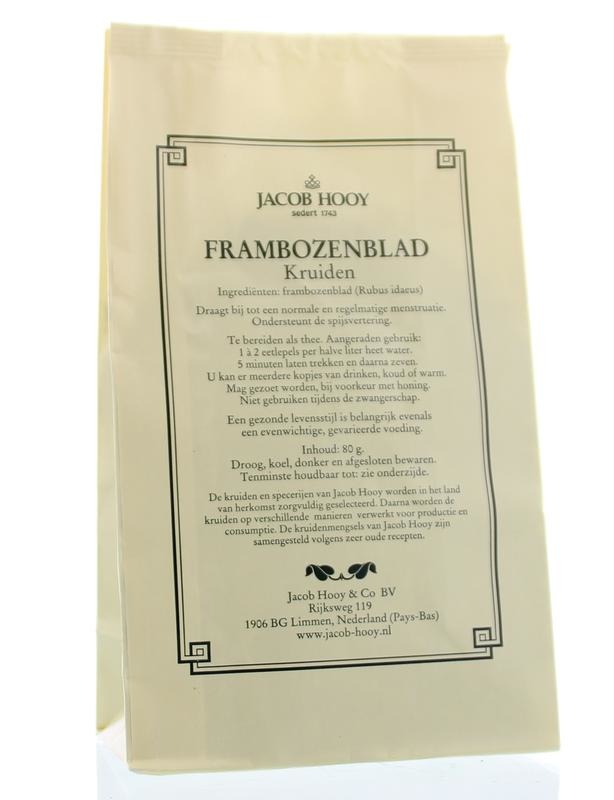 JACOB HOOY
sedert 1743
FRAMBOZENBLAD
Kruiden
Ingrediënten: frambozenblad (Rubus idaeus)
Draagt bij tot een normale en regelmatige menstruatie.
Ondersteunt de spijsvertering.
Te bereiden als thee. Aangeraden gebruik:
1 à 2 eetlepels per halve liter heet water.
5 minuten laten trekken en daarna zeven.
U kan er meerdere kopjes van drinken, koud of warm.
Mag gezoet worden, bij voorkeur met honing.
Niet gebruiken tijdens de zwangerschap.
Een gezonde levensstijl is belangrijk evenals
een evenwichtige, gevarieerde voeding.
Inhoud: 80 g.
Droog, koel, donker en afgesloten bewaren.
Tenminste houdbaar tot: zie onderzijde.
De kruiden en specerijen van Jacob Hooy worden in het land
van herkomst zorgvuldig geselecteerd. Daarna worden de
kruiden op verschillende manieren verwerkt voor productie en
consumptie. De kruidenmengsels van Jacob Hooy zijn
samengesteld volgens zeer oude recepten.
Jacob Hooy & Co BV
Rijksweg 119
1906 BG Limmen, Nederland (Pays-Bas)
www.jacob-hooy.nl